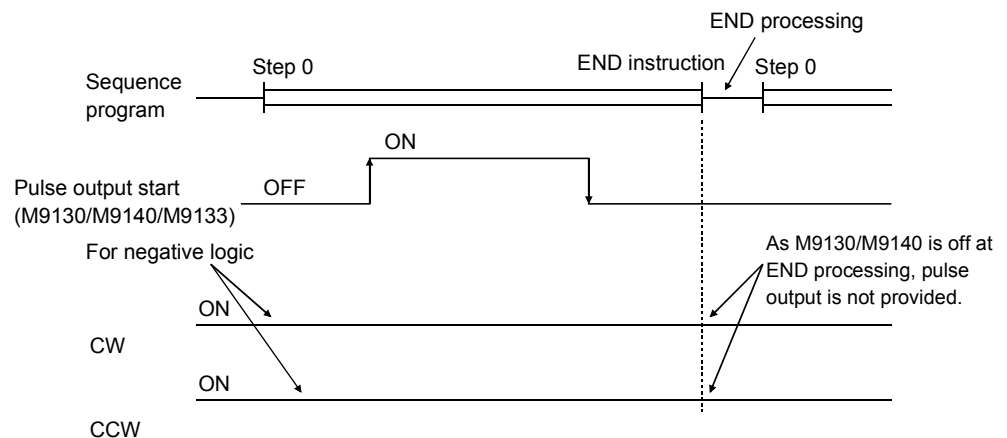 END processing
Step 0
END instruction
Step 0
Sequence
program
ON
OFF
Pulse output start
(M9130/M9140/M9133)
For negative logic
As M9130/M9140 is off at
END processing, pulse
output is not provided.
ON
CW
ON
CCW